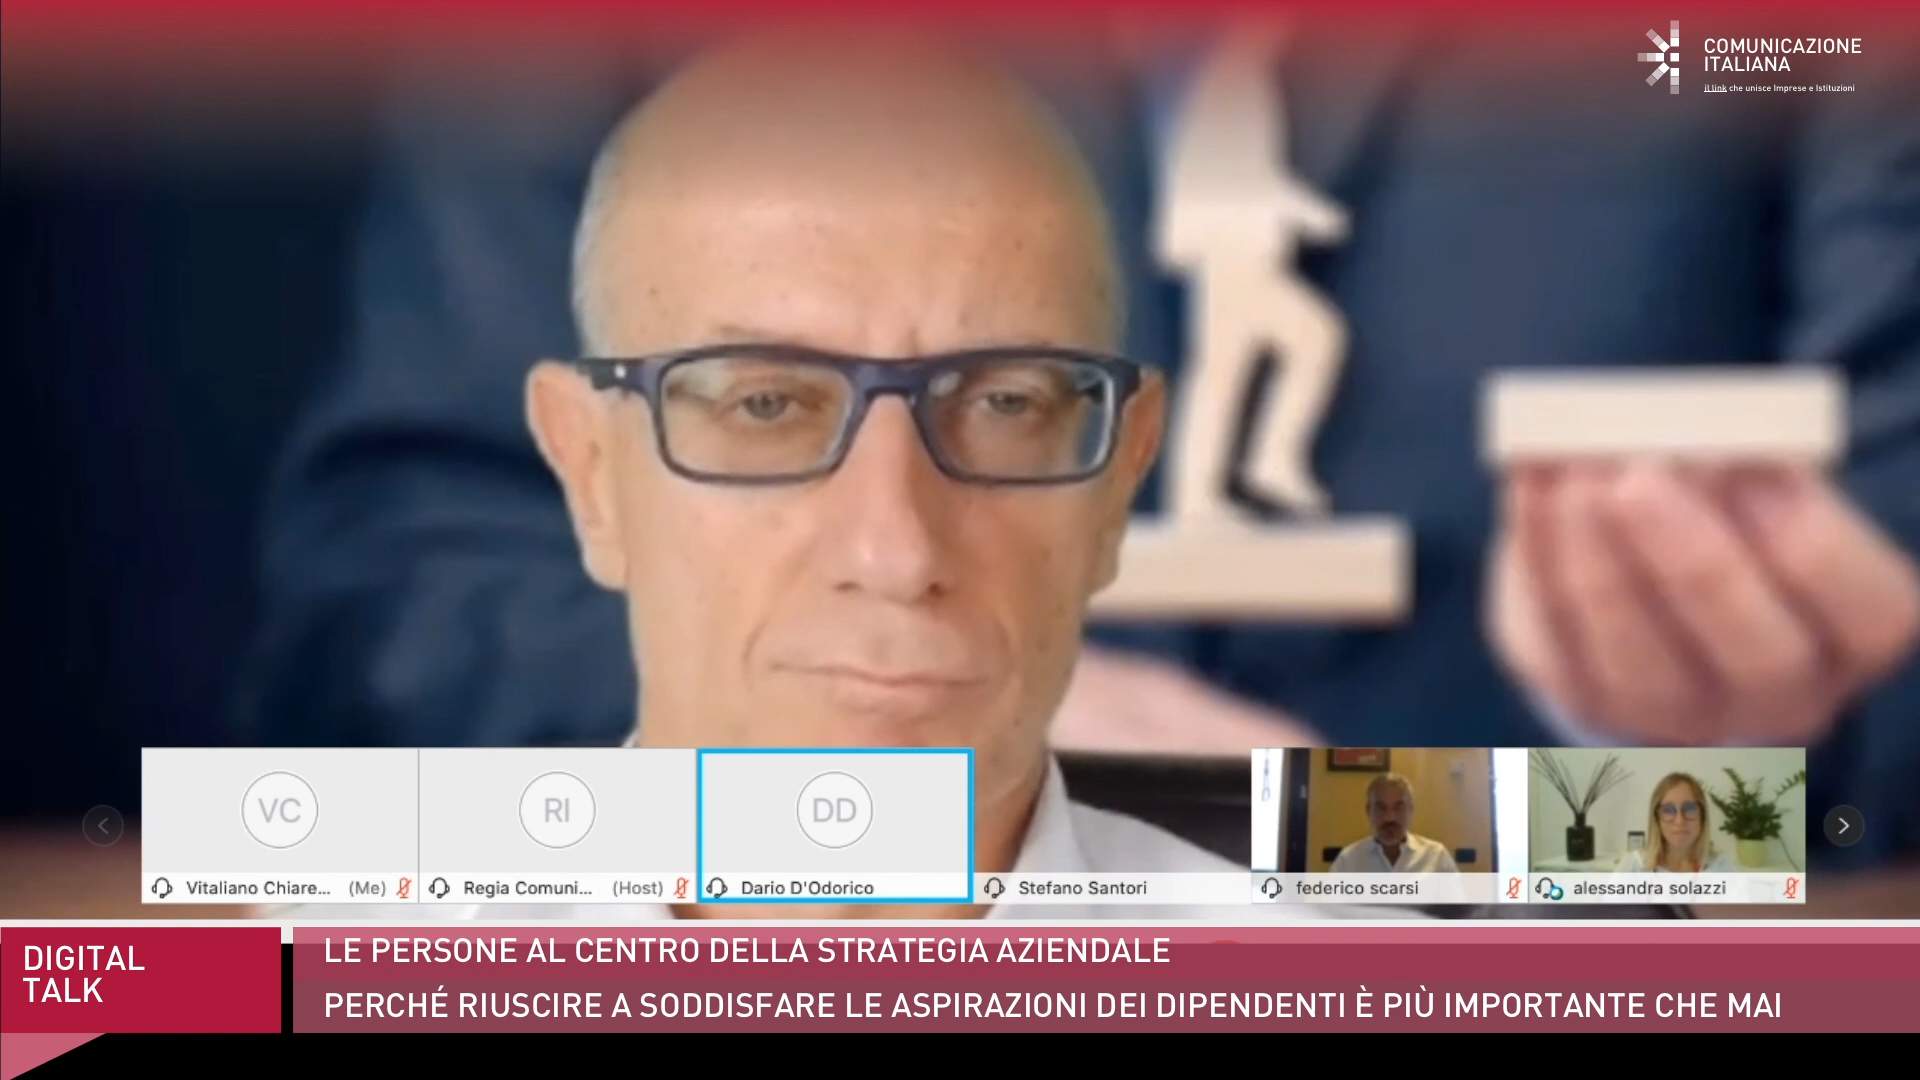 COMUNICAZIONE
ITALIANA
il link che unisce Imprese e Istituzioni
VC
RI
DD
Vitaliano Chiare... (Me)
Regia Comuni... (Host)
Dario D'Odorico
Stefano Santori
federico scarsi
alessandra solazzi
DIGITAL
TALK
LE PERSONE AL CENTRO DELLA STRATEGIA AZIENDALE
PERCHÉ RIUSCIRE A SODDISFARE LE ASPIRAZIONI DEI DIPENDENTI È PIÙ IMPORTANTE CHE MAI